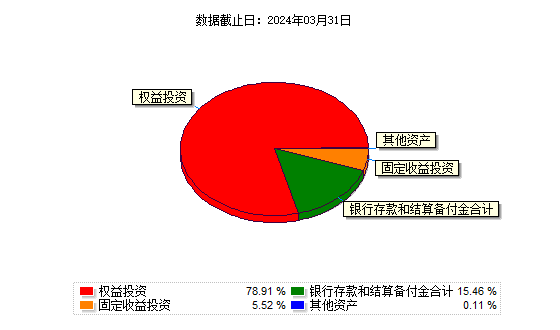 数据截止日：2024年03月31日
权益投资
其他资产
固定收益投资
银行存款和结算备付金合计
权益投资 78.91 % 银行存款和结算备付金合计 15.46 %
固定收益投资 5.52 % 其他资产 0.11 %